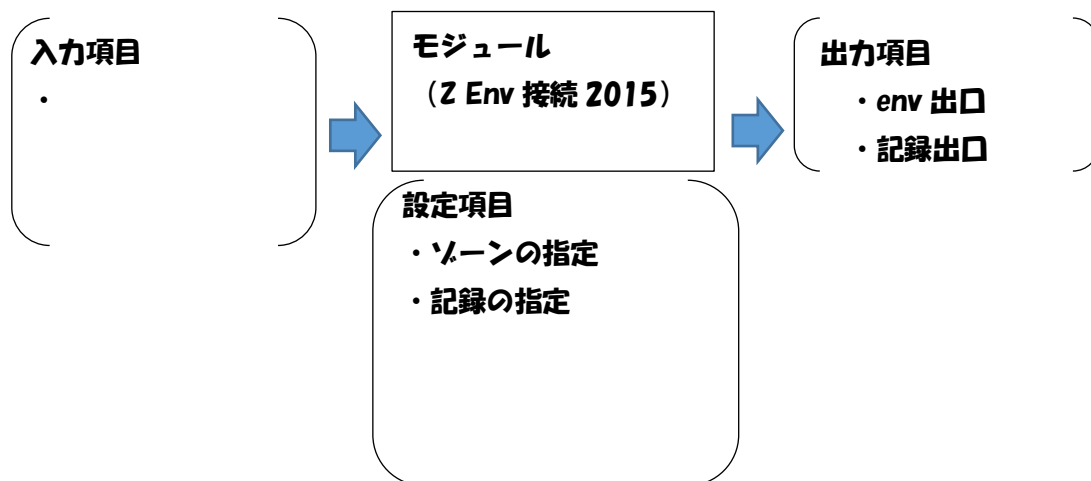 入力項目
・
モジュール
(Z Env 接続 2015)
出力項目
・env 出口
・記録出口
設定項目
・ゾーンの指定
・記録の指定